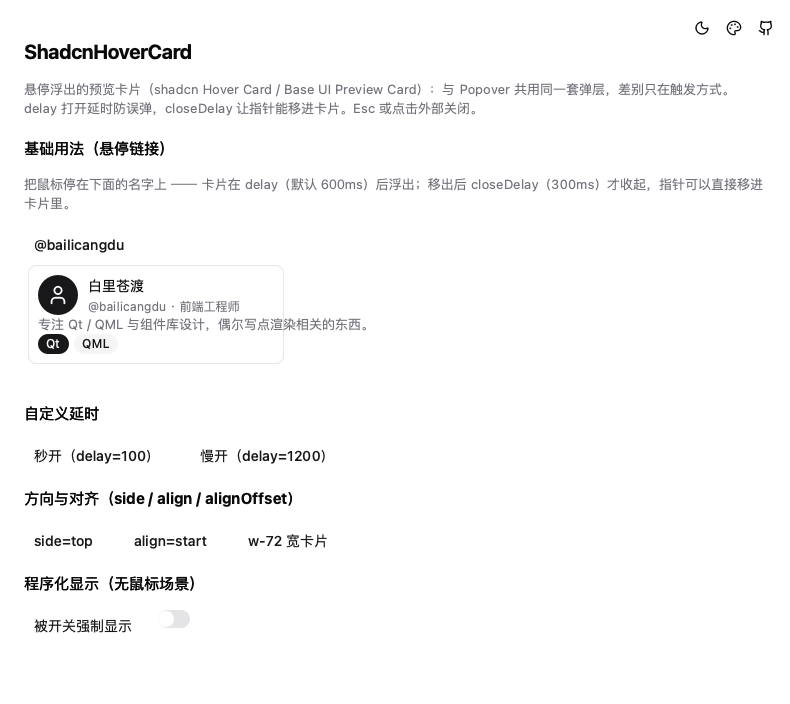 ShadcnHoverCard
悬停浮出的预览卡片（shadcn Hover Card / Base UI Preview Card）：与 Popover 共用同一套弹层，差别只在触发方式。
delay 打开延时防误弹，closeDelay 让指针能移进卡片。Esc 或点击外部关闭。
基础用法（悬停链接）
把鼠标停在下面的名字上 —— 卡片在 delay（默认 600ms）后浮出；移出后 closeDelay（300ms）才收起，指针可以直接移进
卡片里。
@bailicangdu
白里苍渡
@bailicangdu · 前端工程师
专注 Qt / QML 与组件库设计，偶尔写点渲染相关的东西。
Qt QML
自定义延时
秒开（delay=100） 慢开（delay=1200）
方向与对齐（side / align / alignOffset）
side=top align=start w-72 宽卡片
程序化显示（无鼠标场景）
被开关强制显示